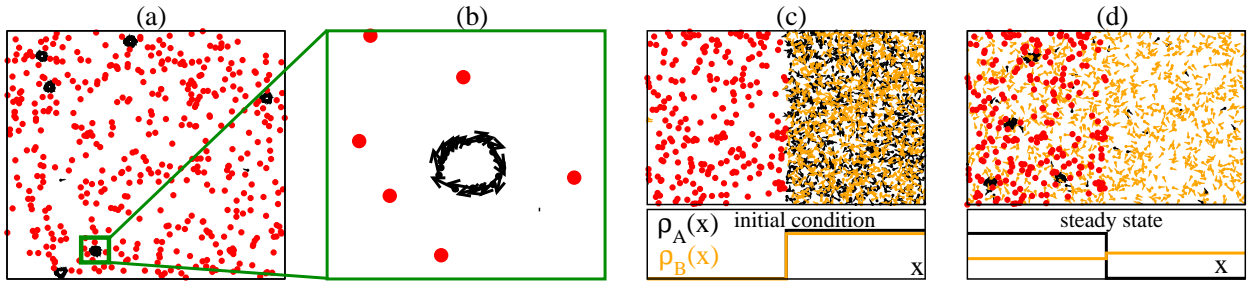 (a)
(b)
(c)
(d)
ρA(x) initial condition
ρB(x)
x
steady state
x